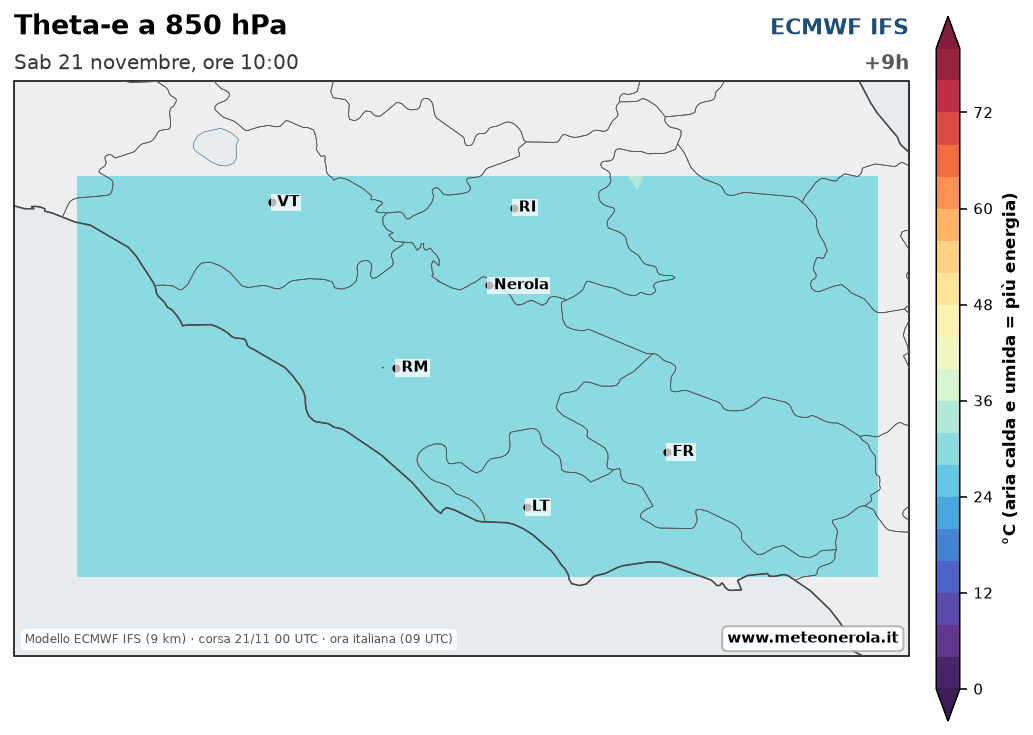 Theta-e a 850 hPa
ECMWF IFS
Sab 21 novembre, ore 10:00
+9h
VT
RI
Nerola
RM
FR
LT
Modello ECMWF IFS (9 km) · corsa 21/11 00 UTC · ora italiana (09 UTC)
www.meteonerola.it
72
60
48
36
24
12
0
°C (aria calda e umida = più energia)